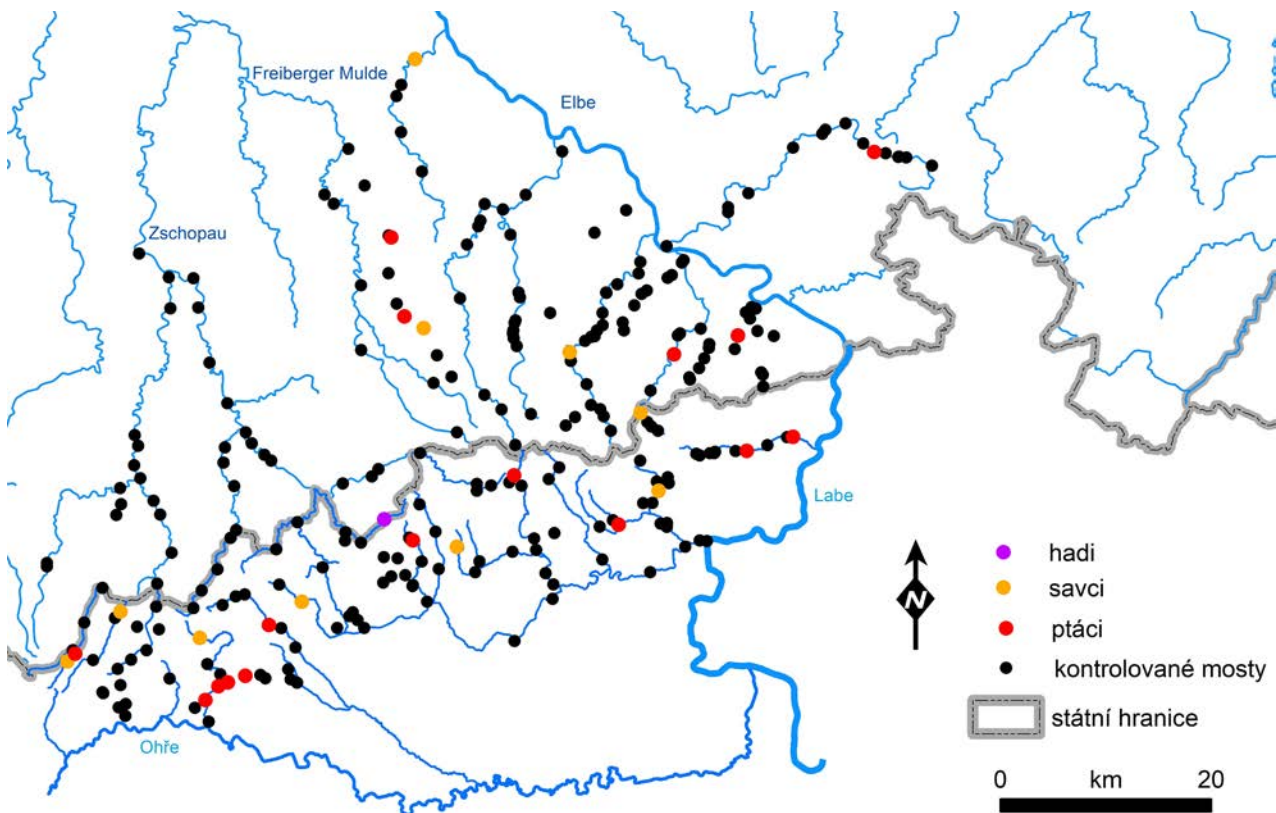 Freiberger Mulde
Elbe
Zschopau
Labe
Ohře
N
hadi
savci
ptáci
kontrolované mosty
státní hranice
0 km 20